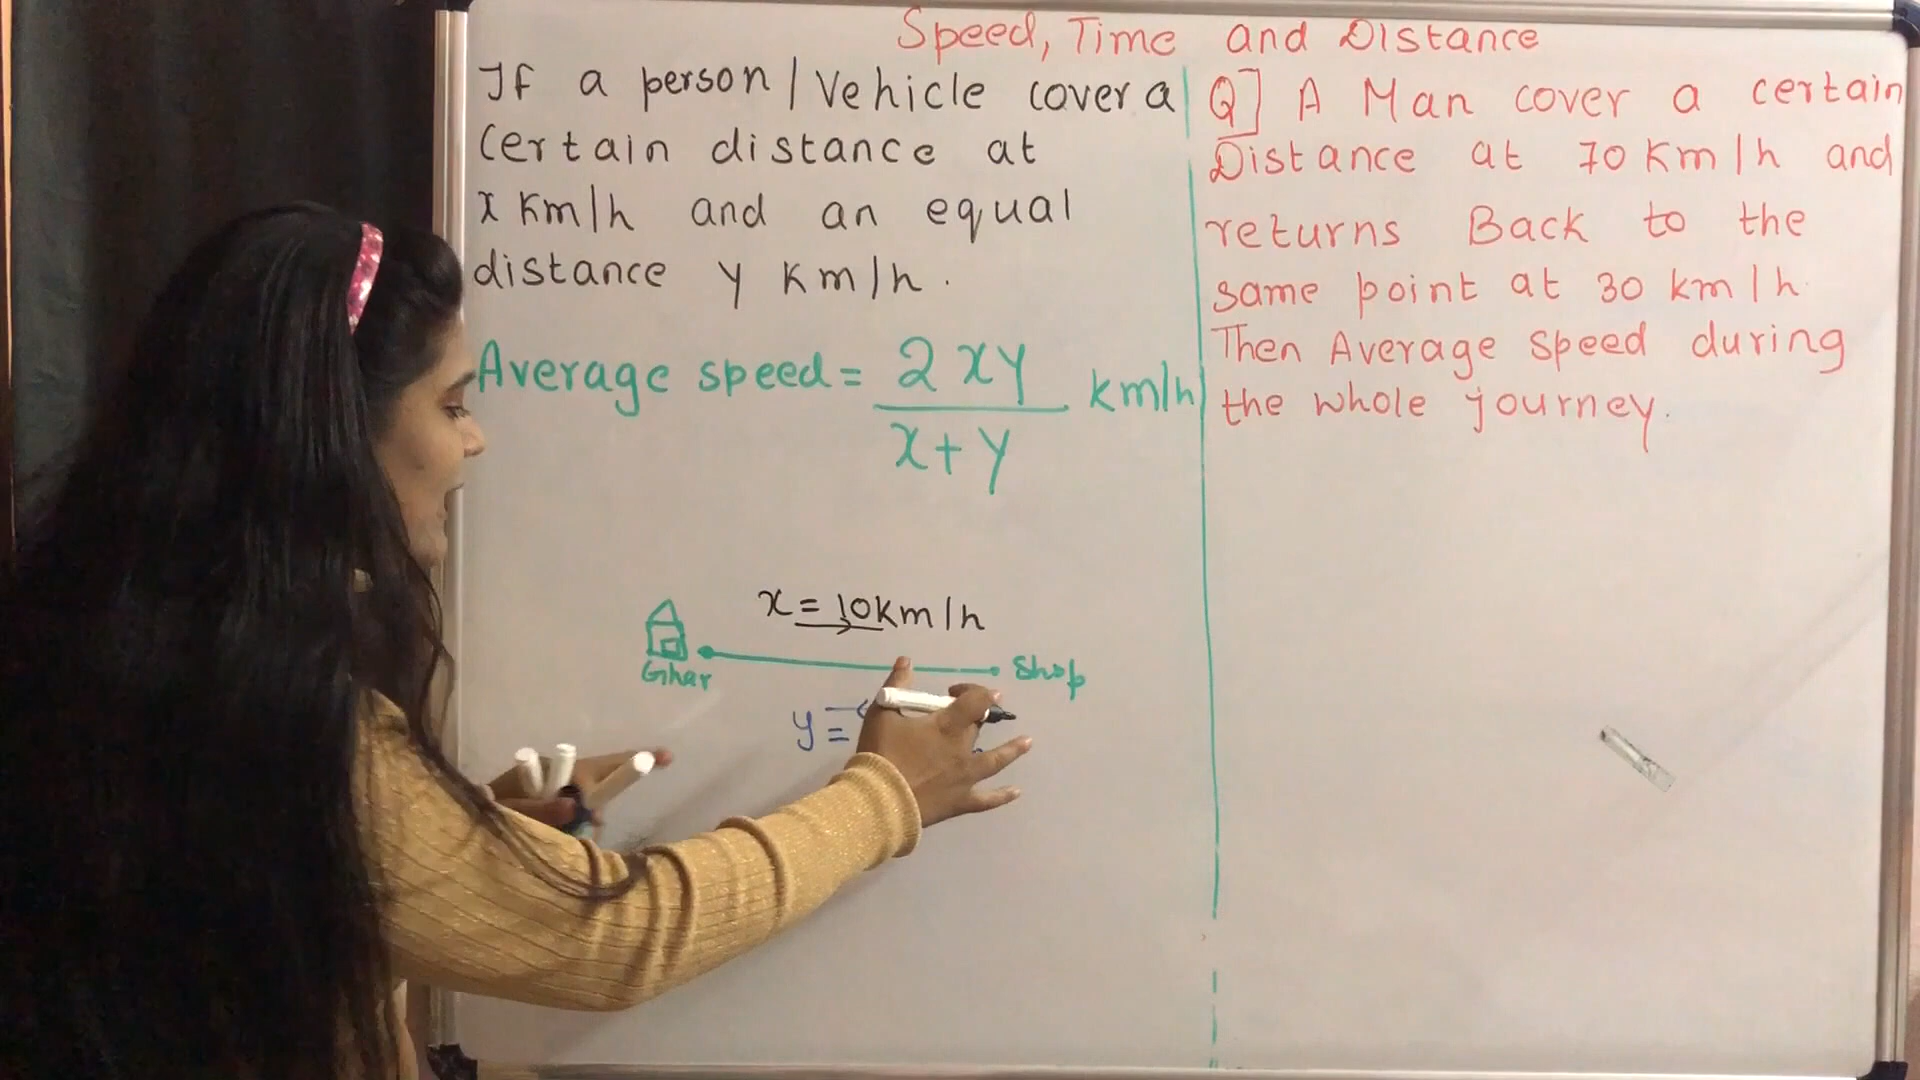 Speed, Time and Distance
If a person/Vehicle cover a
certain distance at
x Km/h and an equal
distance y Km/h.
Average speed = 2xy / x+y km/h
x = 10Km/h
Ghar
Shop
y =
Q] A Man cover a certain
Distance at 70 Km/h and
returns Back to the
same point at 30 km/h.
Then Average speed during
the whole journey.